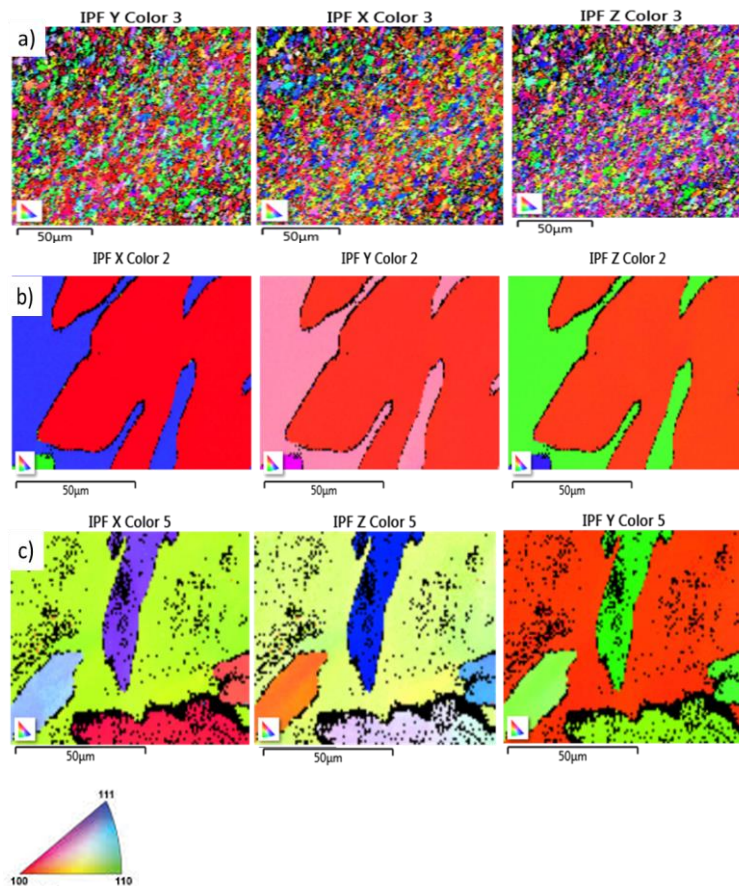 IPF Y Color 3
IPF X Color 3
IPF Z Color 3
a)
50μm
50μm
50μm
IPF X Color 2
IPF Y Color 2
IPF Z Color 2
b)
50μm
50μm
50μm
IPF X Color 5
IPF Z Color 5
IPF Y Color 5
c)
50μm
50μm
50μm
111
100
110